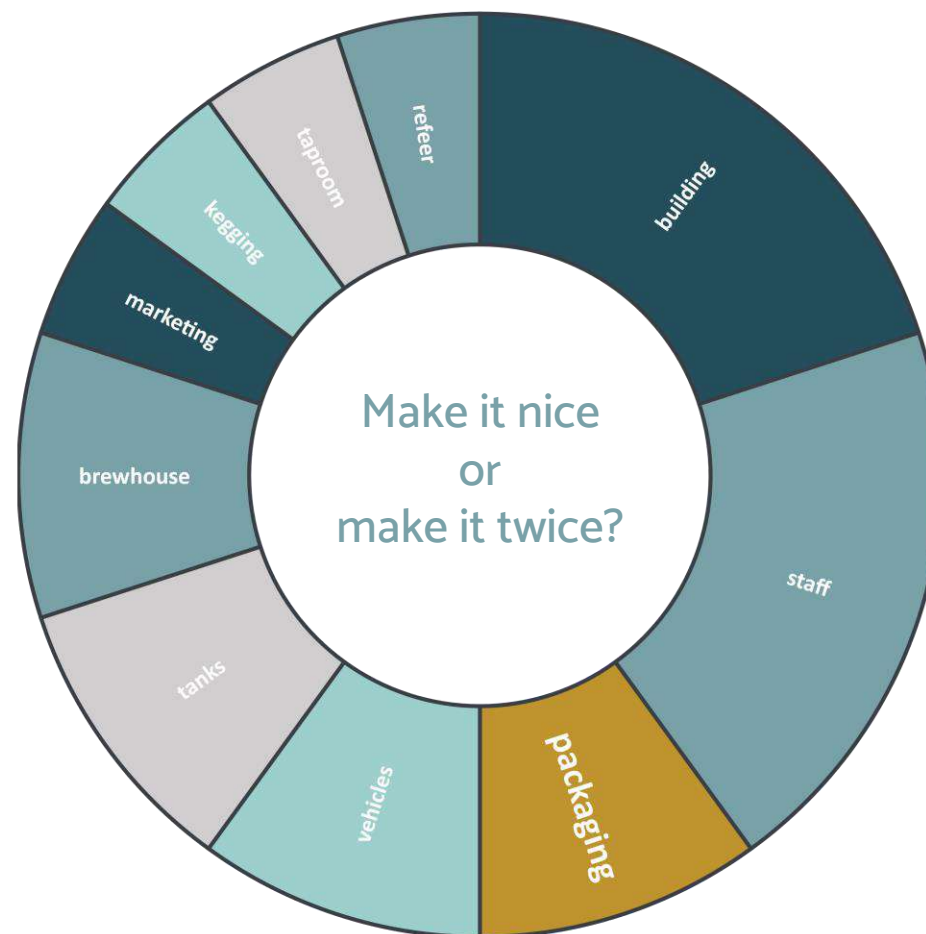 refeer
building
taproom
kegging
marketing
Make it nice
or
make it twice?
brewhouse
staff
tanks
vehicles
packaging